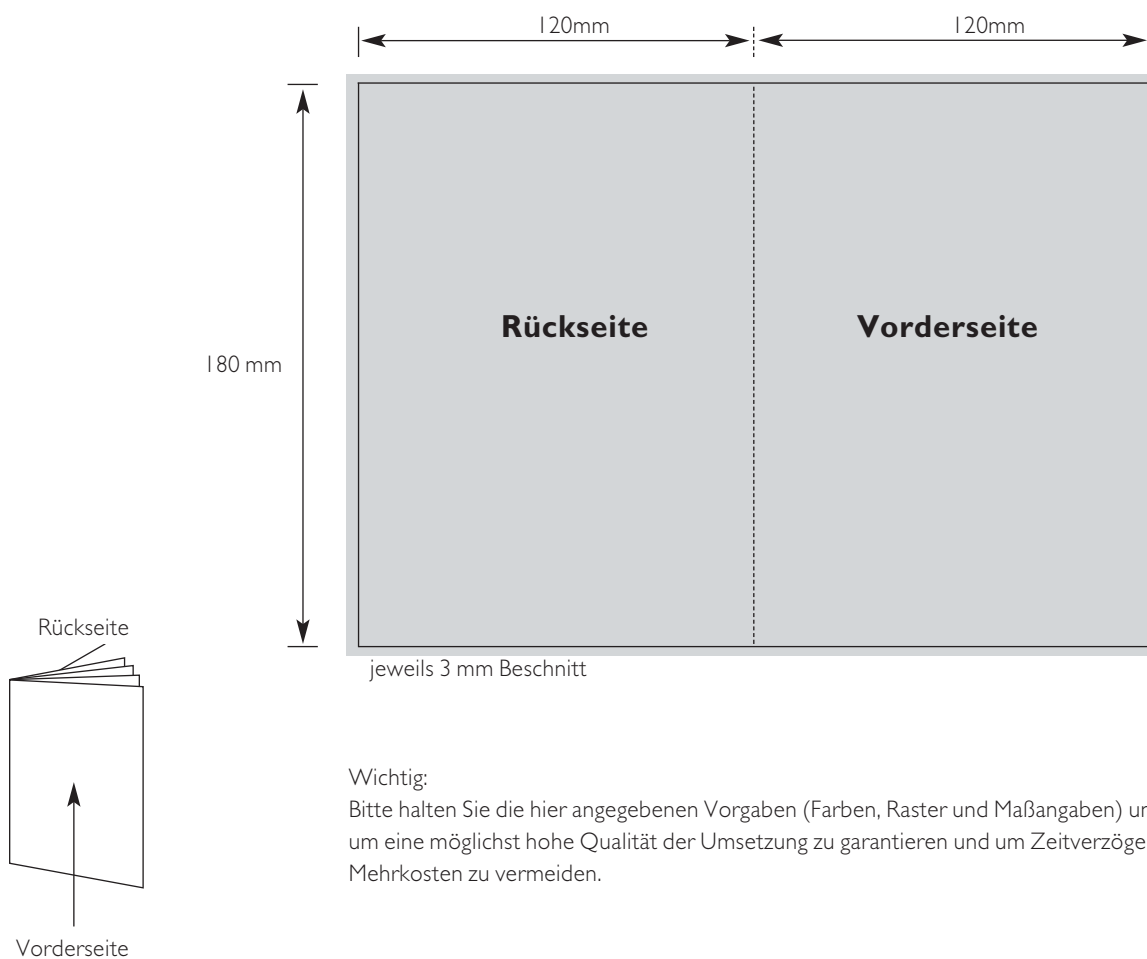 120mm 120mm
Rückseite Vorderseite
180 mm
Rückseite
jeweils 3 mm Beschnitt
Wichtig:
Bitte halten Sie die hier angegebenen Vorgaben (Farben, Raster und Maßangaben)
um eine möglichst hohe Qualität der Umsetzung zu garantieren und um
Mehrkosten zu vermeiden.
Vorderseite